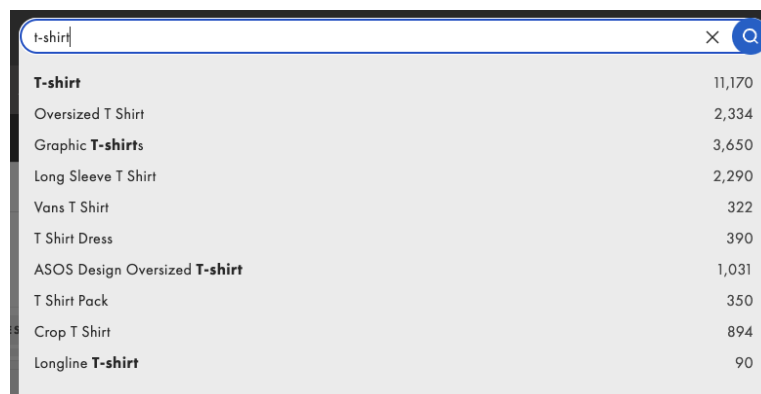 t-shirt
T-shirt 11,170
Oversized T Shirt 2,334
Graphic T-shirts 3,650
Long Sleeve T Shirt 2,290
Vans T Shirt 322
T Shirt Dress 390
ASOS Design Oversized T-shirt 1,031
T Shirt Pack 350
Crop T Shirt 894
Longline T-shirt 90